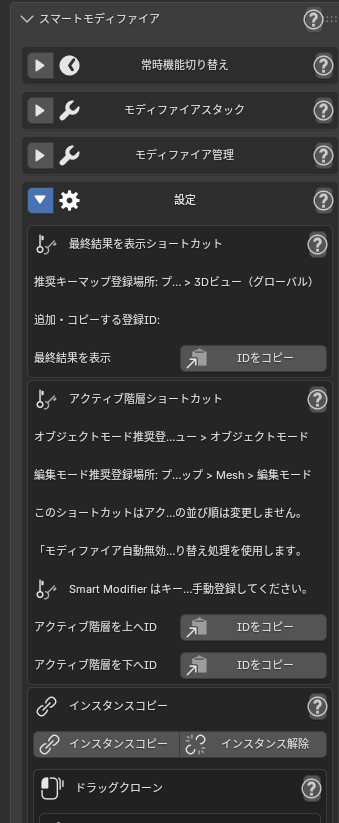 スマートモディファイア
常時機能切り替え
モディファイアスタック
モディファイア管理
設定
最終結果を表示ショートカット
推奨キーマップ登録場所: プ... > 3Dビュー（グローバル）
追加・コピーする登録ID:
最終結果を表示 IDをコピー
アクティブ階層ショートカット
オブジェクトモード推奨登...ュー > オブジェクトモード
編集モード推奨登録場所: プ...ップ > Mesh > 編集モード
このショートカットはアク...の並び順は変更しません。
「モディファイア自動無効...り替え処理を使用します。
Smart Modifier はキー...手動登録してください。
アクティブ階層を上へID IDをコピー
アクティブ階層を下へID IDをコピー
インスタンスコピー
インスタンスコピー インスタンス解除
ドラッグクローン